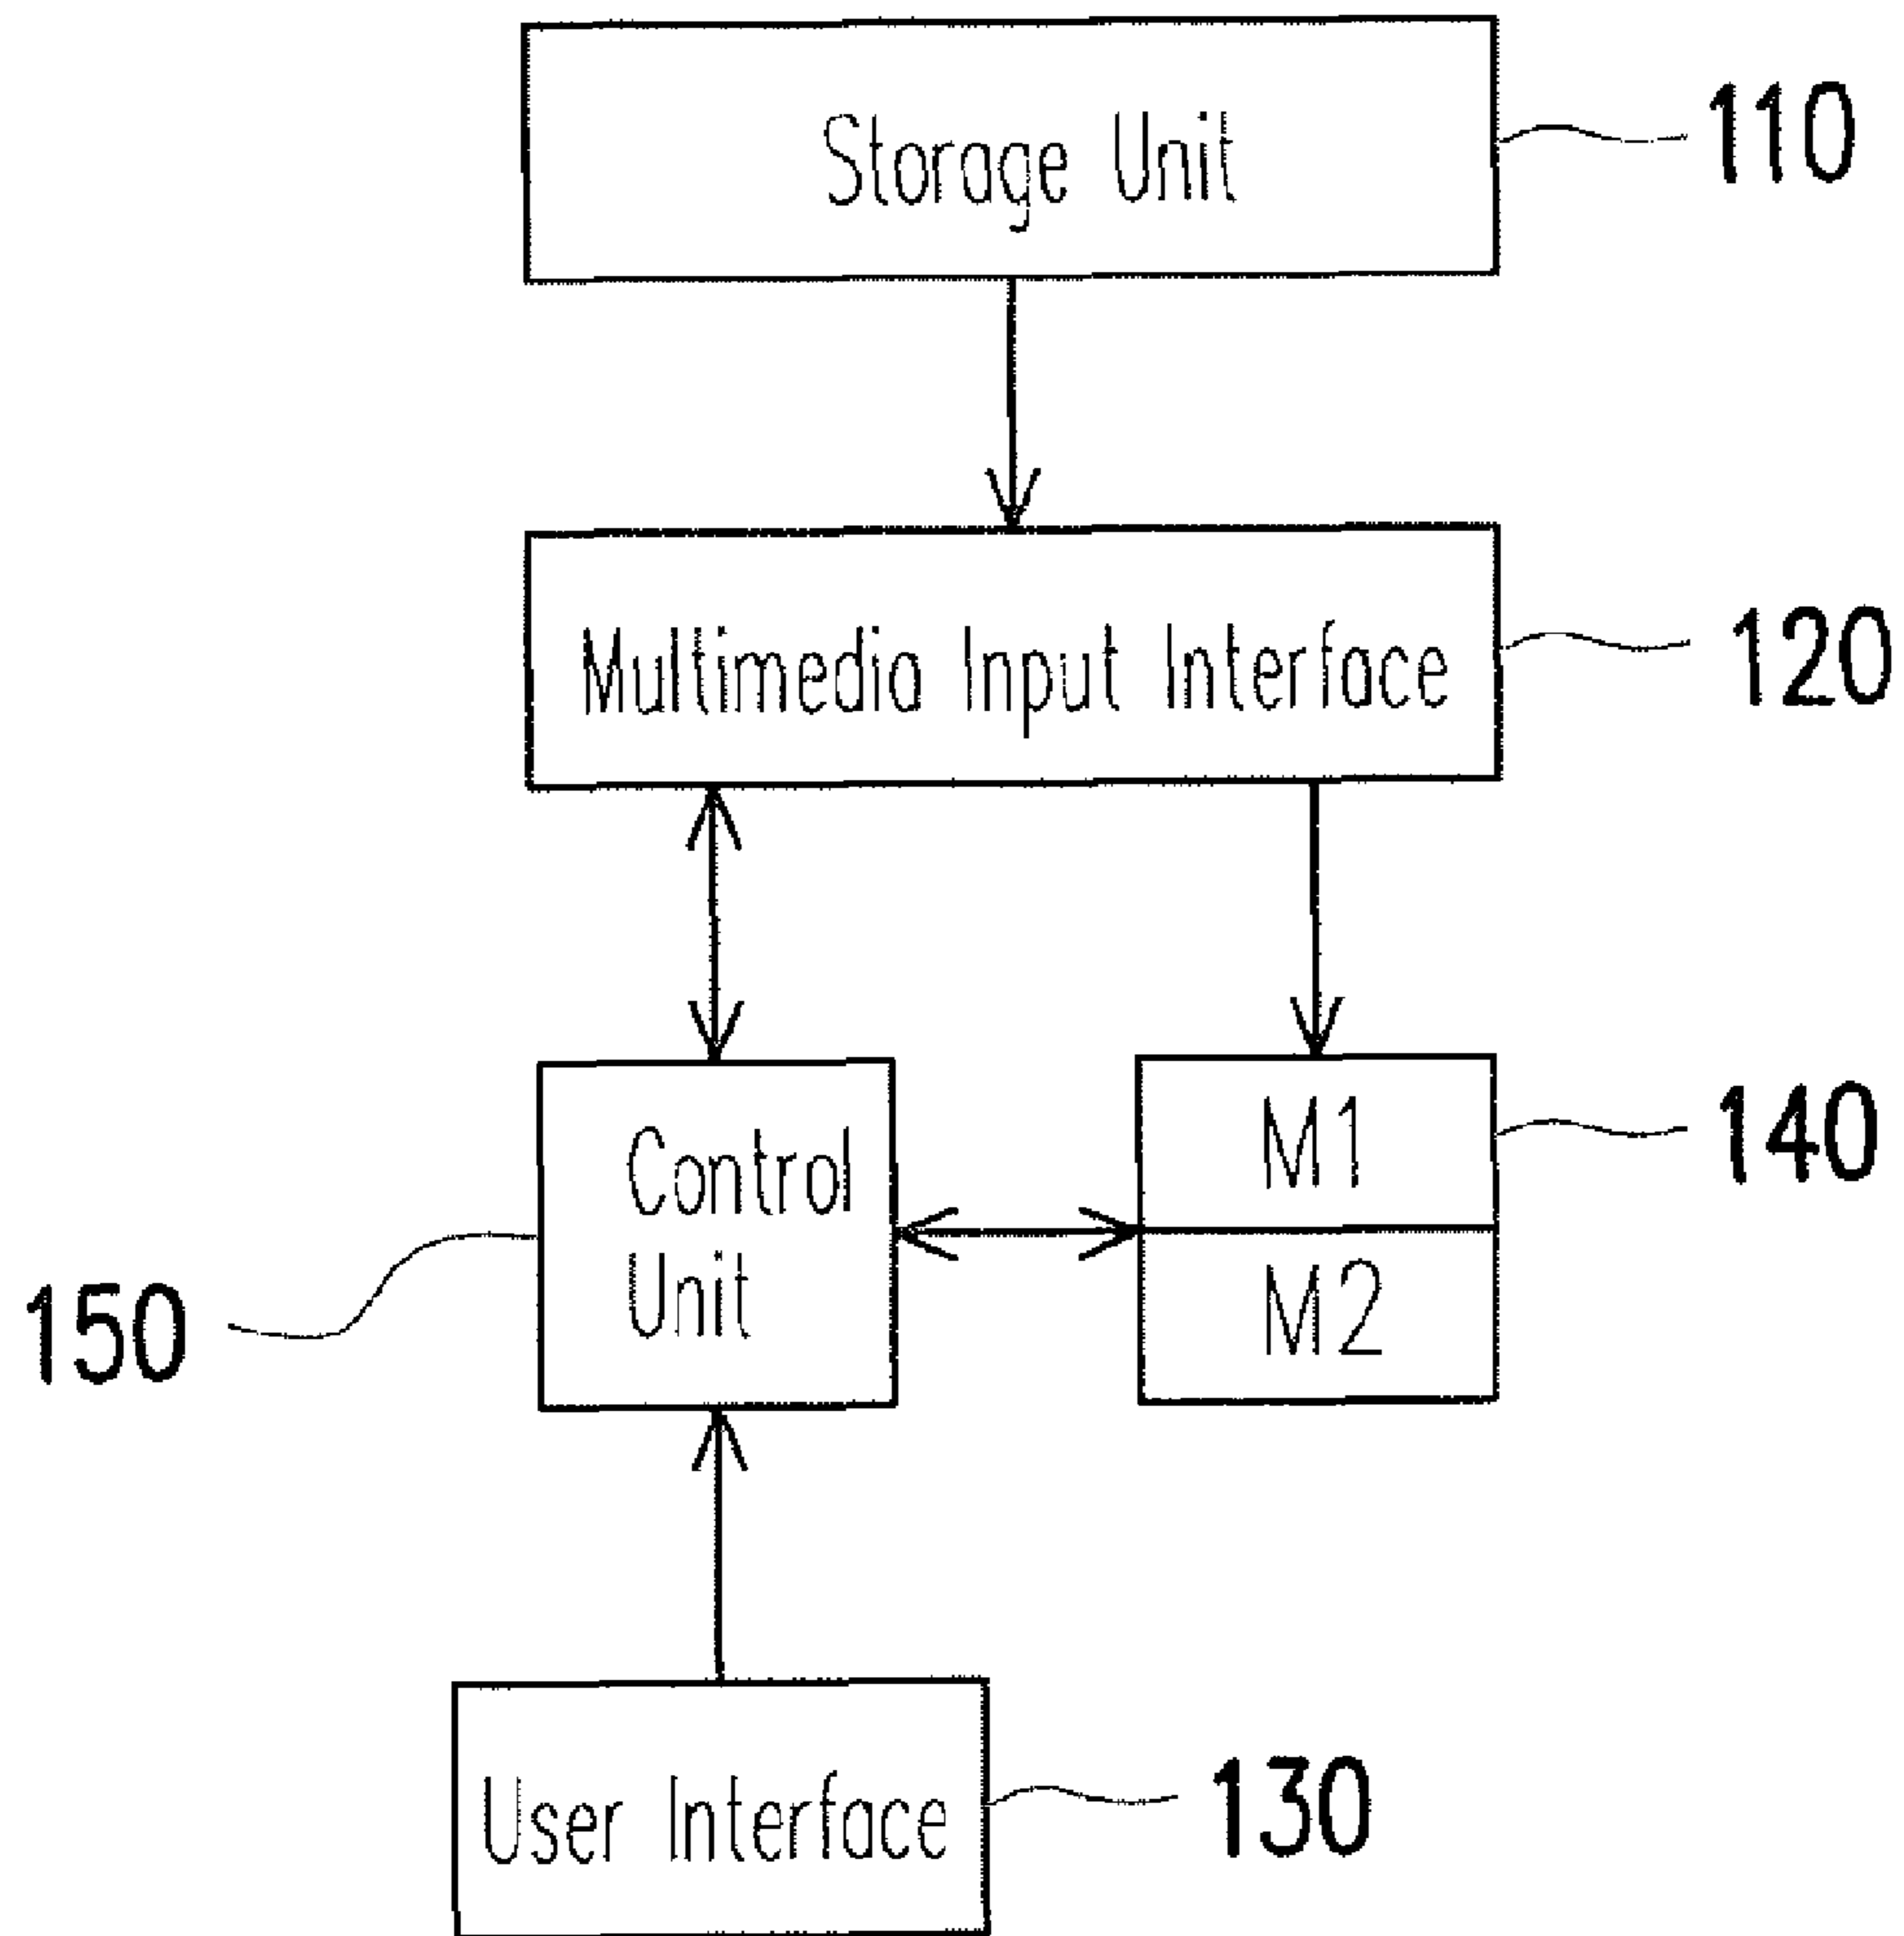 Storage Unit
110
Multimedia Input Interface
120
Control
Unit
150
M1
M2
140
User Interface
130